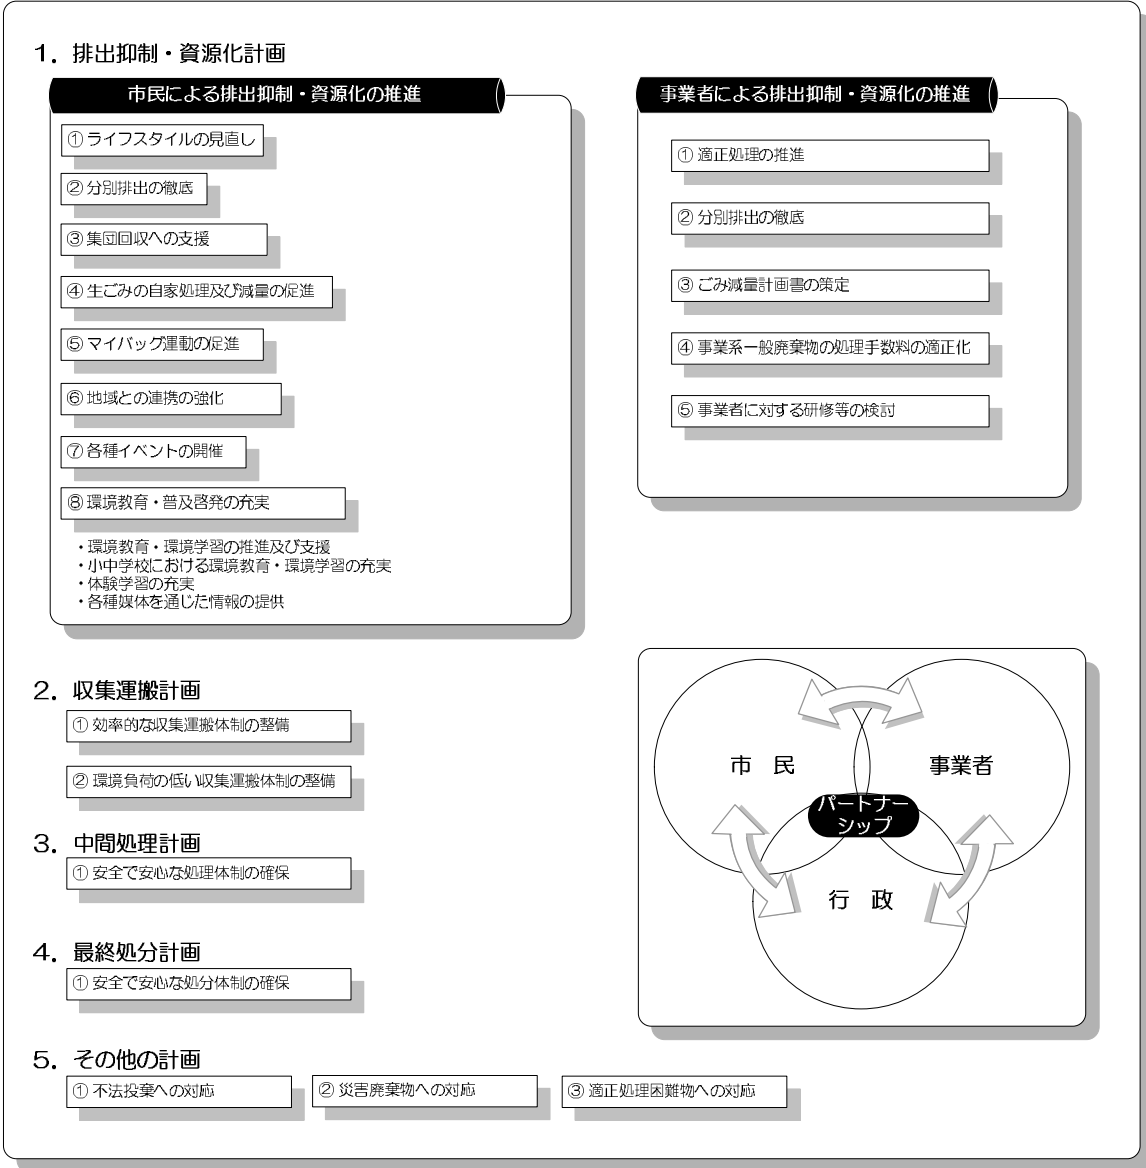 1．排出抑制・資源化計画
市民による排出抑制・資源化の推進
①ライフスタイルの見直し
②分別排出の徹底
③集団回収への支援
④生ごみの自家処理及び減量の促進
⑤マイバッグ運動の促進
⑥地域との連携の強化
⑦各種イベントの開催
⑧環境教育・普及啓発の充実
・環境教育・環境学習の推進及び支援
・小中学校における環境教育・環境学習の充実
・体験学習の充実
・各種媒体を通じた情報の提供
事業者による排出抑制・資源化の推進
①適正処理の推進
②分別排出の徹底
③ごみ減量計画書の策定
④事業系一般廃棄物の処理手数料の適正化
⑤事業者に対する研修等の検討
2．収集運搬計画
①効率的な収集運搬体制の整備
②環境負荷の低い収集運搬体制の整備
3．中間処理計画
①安全で安心な処理体制の確保
4．最終処分計画
①安全で安心な処分体制の確保
市　民
事業者
パートナー
シップ
行　政
5．その他の計画
①不法投棄への対応
②災害廃棄物への対応
③適正処理困難物への対応